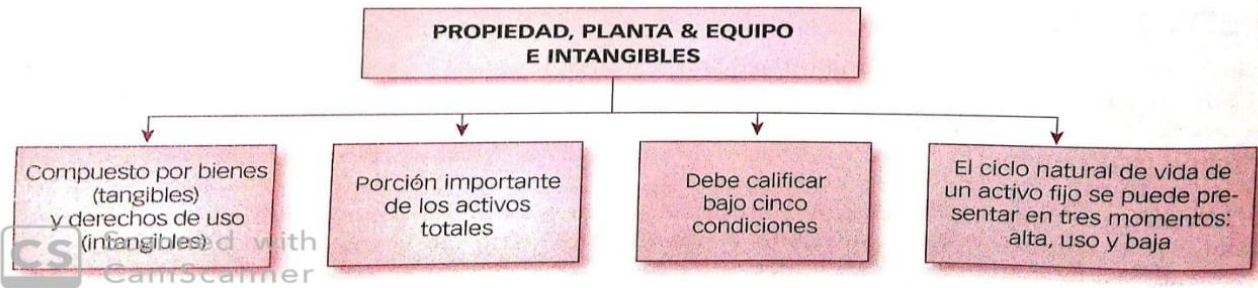 PROPIEDAD, PLANTA & EQUIPO
E INTANGIBLES
Compuesto por bienes
(tangibles)
y derechos de uso
(intangibles)
Porción importante
de los activos
totales
Debe calificar
bajo cinco
condiciones
El ciclo natural de vida de
un activo fijo se puede pre-
sentar en tres momentos:
alta, uso y baja
CS Scanned with
CamScanner